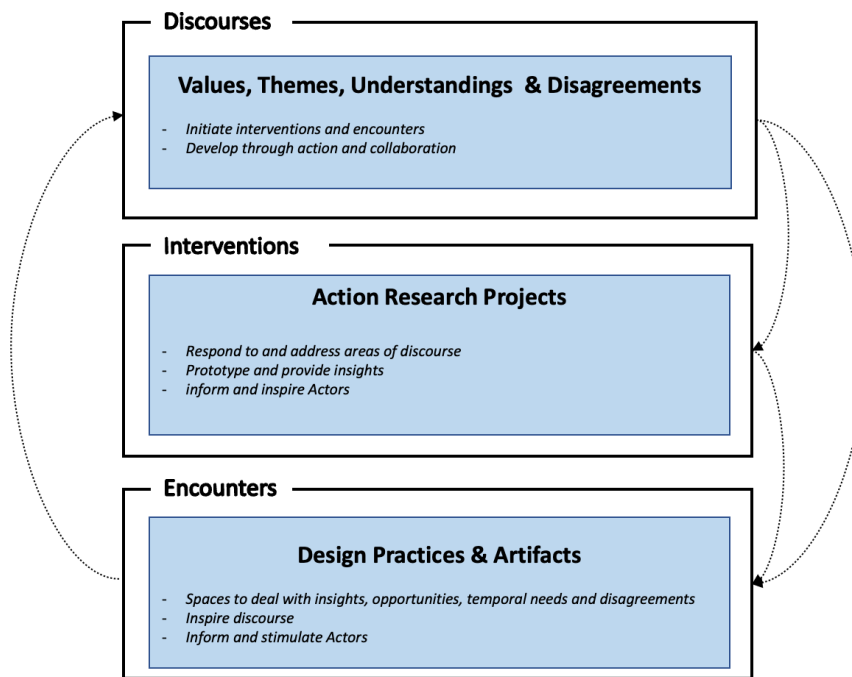 Discourses
Values, Themes, Understandings & Disagreements
- Initiate interventions and encounters
- Develop through action and collaboration
Interventions
Action Research Projects
- Respond to and address areas of discourse
- Prototype and provide insights
- inform and inspire Actors
Encounters
Design Practices & Artifacts
- Spaces to deal with insights, opportunities, temporal needs and disagreements
- Inspire discourse
- Inform and stimulate Actors